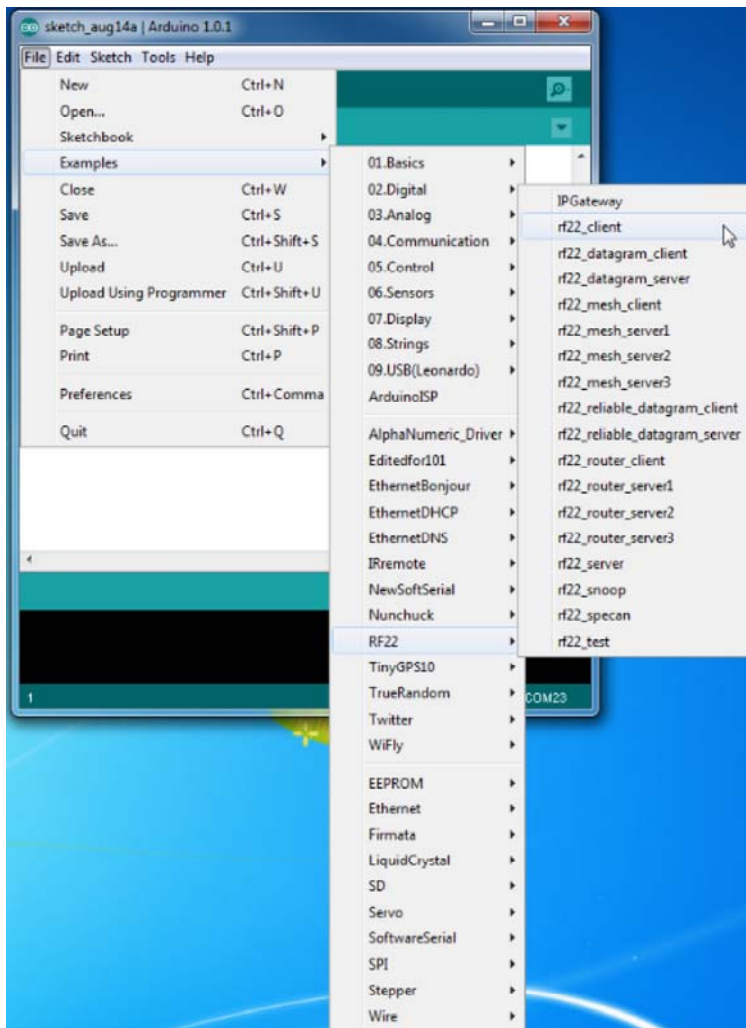 sketch_aug14a | Arduino 1.0.1
File Edit Sketch Tools Help
New Ctrl+N
Open... Ctrl+O
Sketchbook
Examples
Close Ctrl+W
Save Ctrl+S
Save As... Ctrl+Shift+S
Upload Ctrl+U
Upload Using Programmer Ctrl+Shift+U
Page Setup Ctrl+Shift+P
Print Ctrl+P
Preferences Ctrl+Comma
Quit Ctrl+Q
01.Basics
02.Digital
03.Analog
04.Communication
05.Control
06.Sensors
07.Display
08.Strings
09.USB(Leonardo)
ArduinoISP
AlphaNumeric_Driver
Editedfor101
EthernetBonjour
EthernetDHCP
EthernetDNS
IRremote
NewSoftSerial
Nunchuck
RF22
TinyGPS10
TrueRandom
Twitter
WiFly
EEPROM
Ethernet
Firmata
LiquidCrystal
SD
Servo
SoftwareSerial
SPI
Stepper
Wire
IPGateway
rf22_client
rf22_datagram_client
rf22_datagram_server
rf22_mesh_client
rf22_mesh_server1
rf22_mesh_server2
rf22_mesh_server3
rf22_reliable_datagram_client
rf22_reliable_datagram_server
rf22_router_client
rf22_router_server1
rf22_router_server2
rf22_router_server3
rf22_server
rf22_snoop
rf22_specan
rf22_test
1 COM23